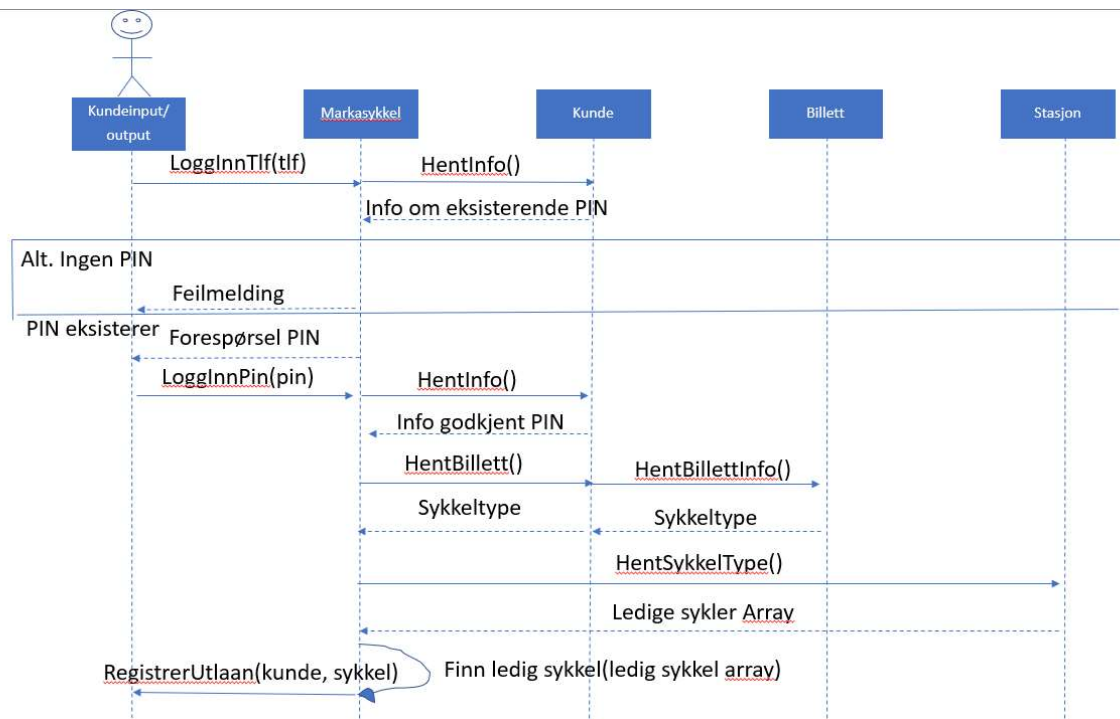 Kundeinput/
output
Markasykkel
Kunde
Billett
Stasjon
LoggInnTlf(tlf)
HentInfo()
Info om eksisterende PIN
Alt. Ingen PIN
Feilmelding
PIN eksisterer
Forespørsel PIN
LoggInnPin(pin)
HentInfo()
Info godkjent PIN
HentBillett()
HentBillettInfo()
Sykkeltype
Sykkeltype
HentSykkelType()
Ledige sykler Array
RegistrerUtlaan(kunde, sykkel)
Finn ledig sykkel(ledig sykkel array)